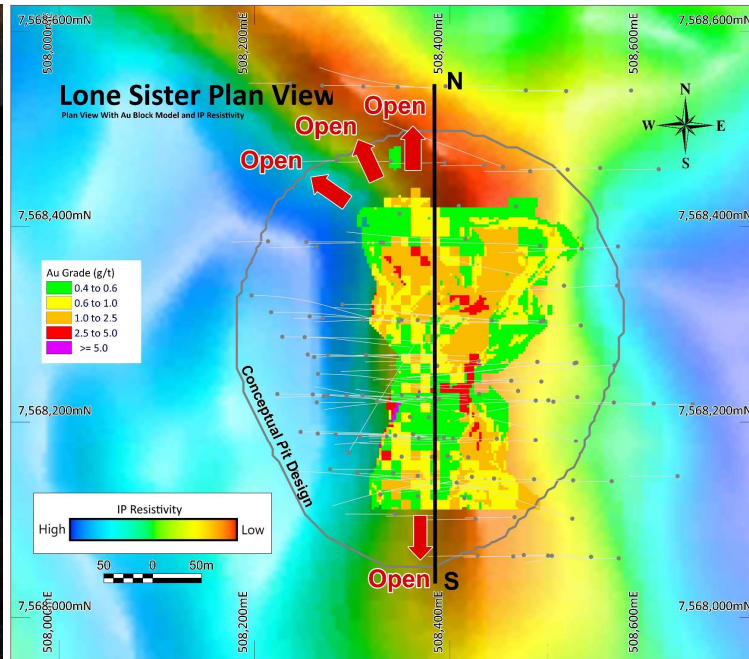 7,568,600mN
508,000mE
508,200mE
508,400mE
508,600mE
7,568,600mN
Lone Sister Plan View
Plan View With Au Block Model and IP Resistivity
N
Open
Open
Open
N
W
E
S
7,568,400mN
7,568,400mN
Au Grade (g/t)
0.4 to 0.6
0.6 to 1.0
1.0 to 2.5
2.5 to 5.0
>= 5.0
Conceptual Pit Design
7,568,200mN
7,568,200mN
IP Resistivity
High
Low
50
0
50m
Open
S
7,568,000mN
7,568,000mN
508,000mE
508,200mE
508,400mE
508,600mE